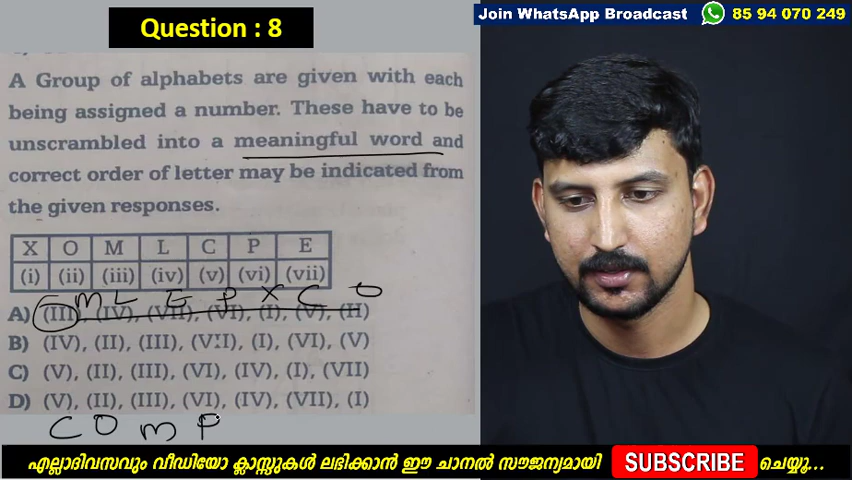 Question : 8
Join WhatsApp Broadcast 85 94 070 249
A Group of alphabets are given with each
being assigned a number. These have to be
unscrambled into a meaningful word and
correct order of letter may be indicated from
the given responses.
X O M L C P E
(i) (ii) (iii) (iv) (v) (vi) (vii)
M L E P X C O
A) (III), (IV), (VII), (VI), (I), (V), (II)
B) (IV), (II), (III), (VII), (I), (VI), (V)
C) (V), (II), (III), (VI), (IV), (I), (VII)
D) (V), (II), (III), (VI), (IV), (VII), (I)
C O M P
എല്ലാദിവസവും വീഡിയോ ക്ലാസ്സുകൾ ലഭിക്കാൻ ഈ ചാനൽ സൗജന്യമായി SUBSCRIBE ചെയ്യൂ...